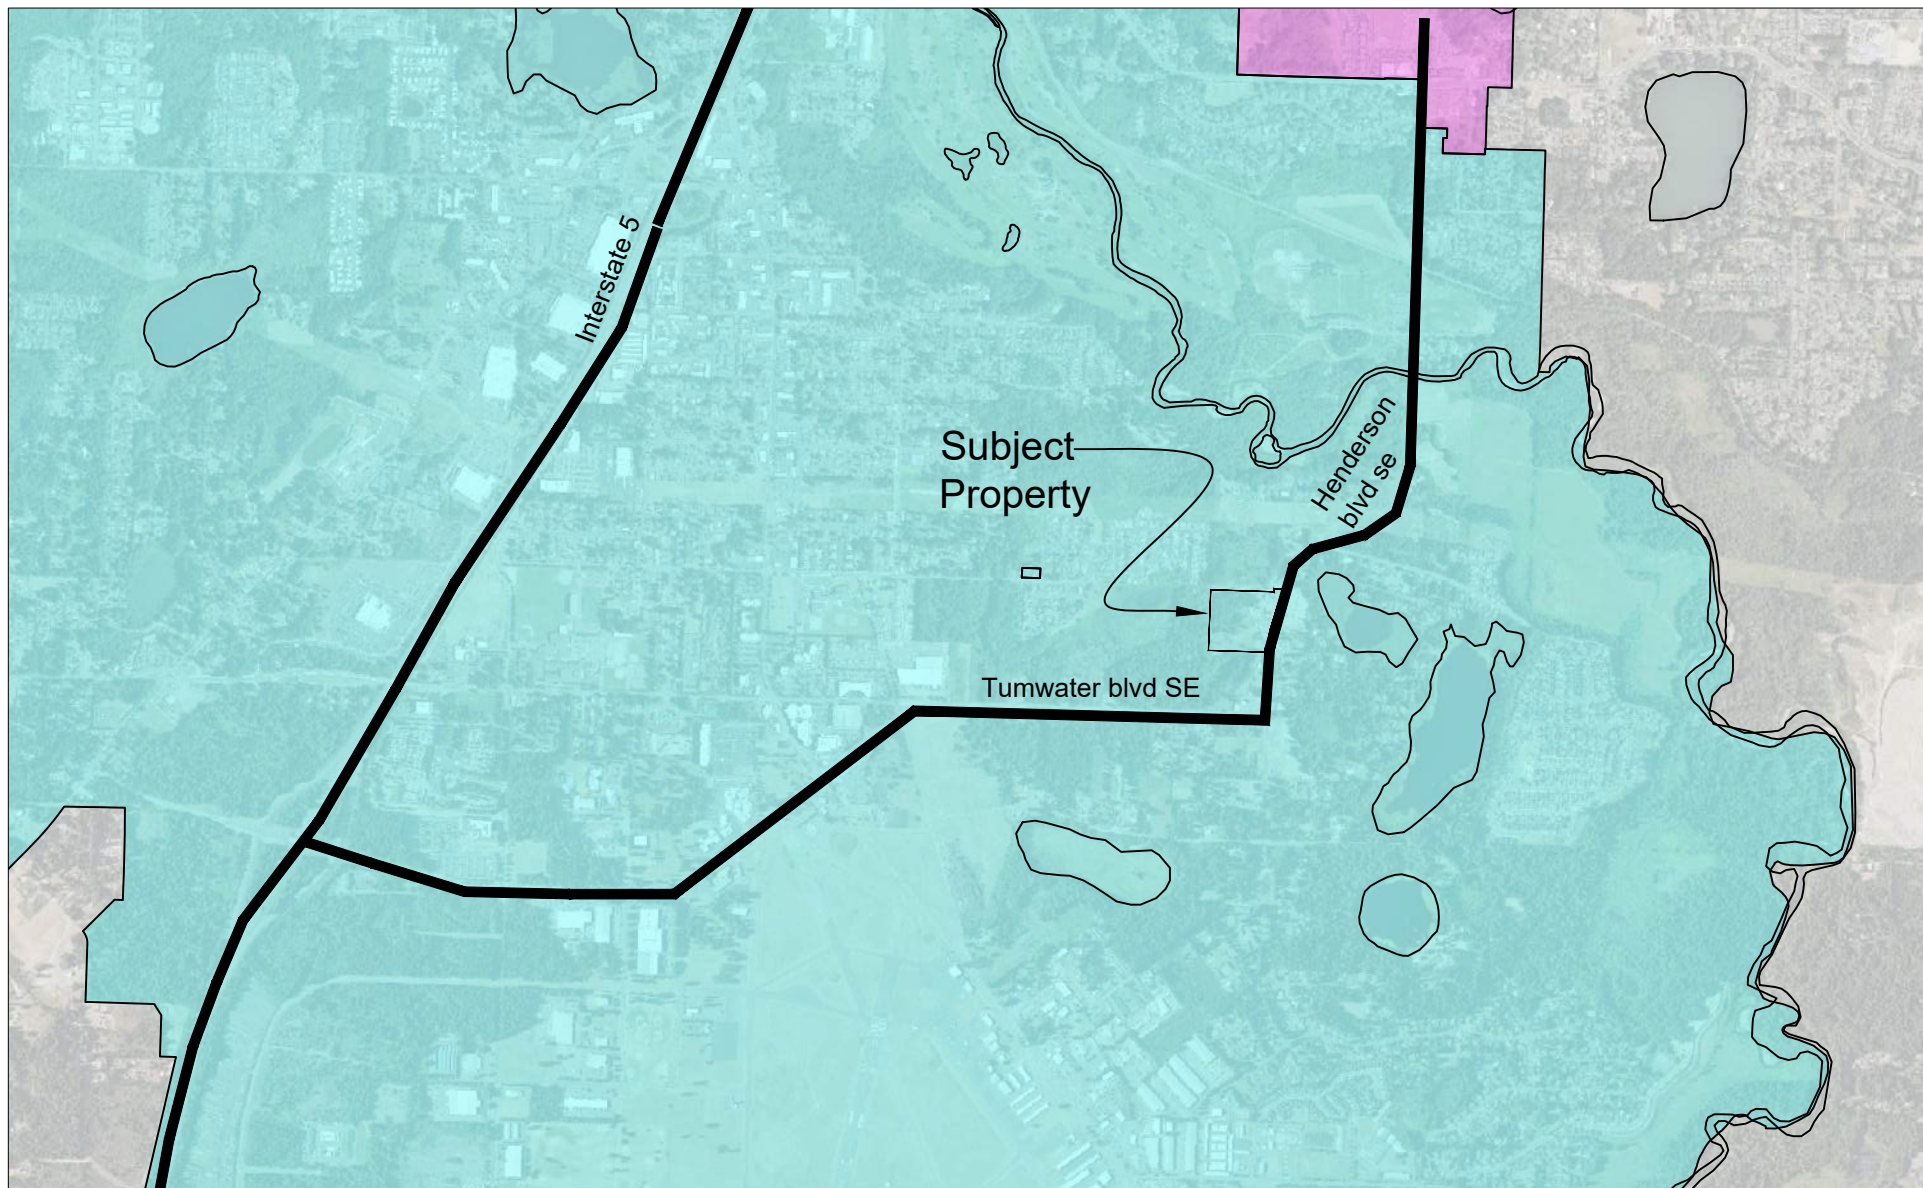 Interstate 5
Subject
Property
Henderson
blvd se
Tumwater blvd SE